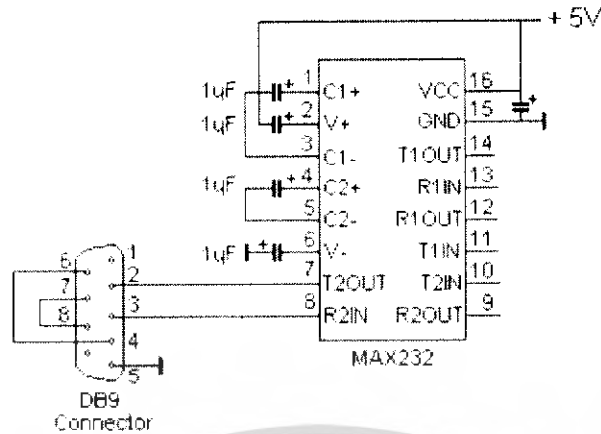 + 5V
1uF + 1 C1+ VCC 16
1uF + 2 V+ GND 15 +
3 C1- T1OUT 14
1uF + 4 C2+ R1IN 13
5 C2- R1OUT 12
1uF + 6 V- T1IN 11
7 T2OUT T2IN 10
8 R2IN R2OUT 9
MAX232
6 1
7 2
8 3
4
5
DB9
Connector